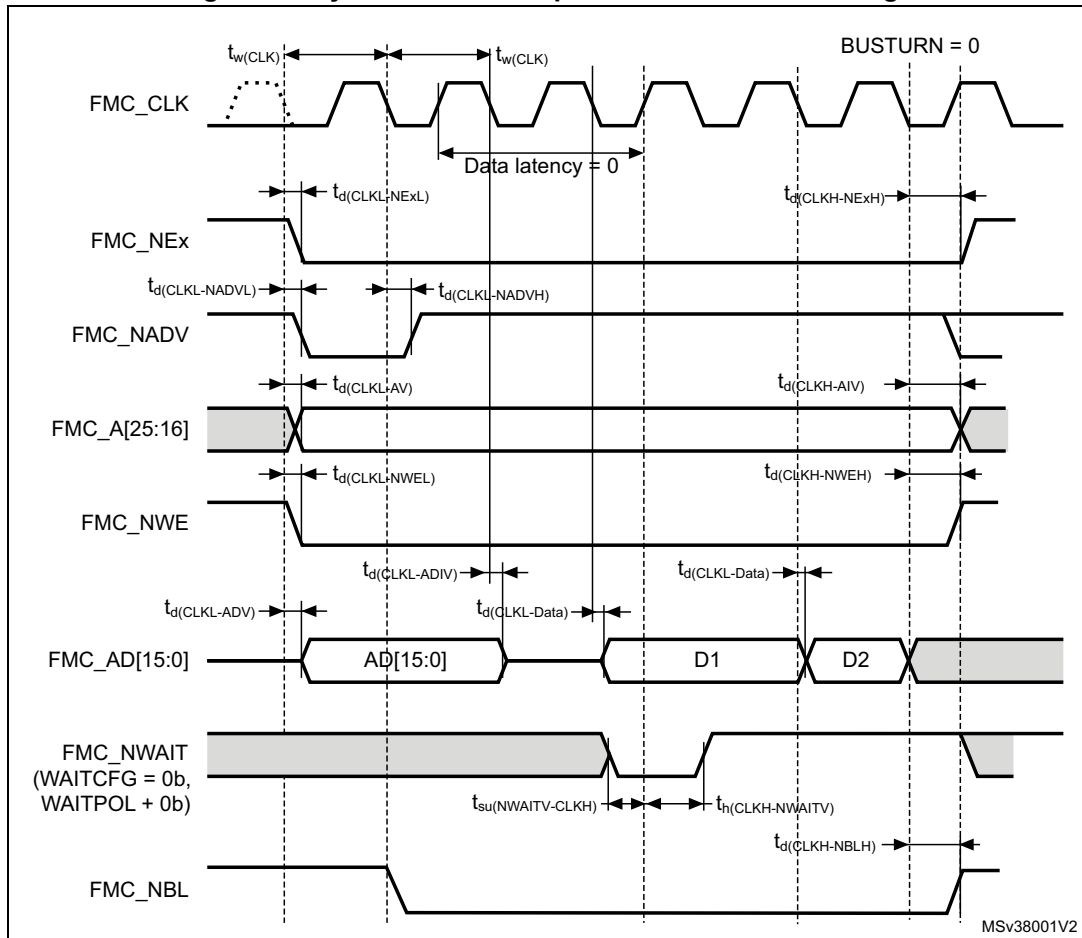 BUSTURN = 0
tw(CLK)
tw(CLK)
FMC_CLK
Data latency = 0
td(CLKL-NExL)
td(CLKH-NExH)
FMC_NEx
td(CLKL-NADVL)
td(CLKL-NADVH)
FMC_NADV
td(CLKL-AV)
td(CLKH-AIV)
FMC_A[25:16]
td(CLKL-NWEL)
td(CLKH-NWEH)
FMC_NWE
td(CLKL-ADIV)
td(CLKL-Data)
td(CLKL-ADV)
td(CLKL-Data)
FMC_AD[15:0]
AD[15:0]
D1
D2
FMC_NWAIT
(WAITCFG = 0b,
WAITPOL + 0b)
tsu(NWAITV-CLKH)
th(CLKH-NWAITV)
td(CLKH-NBLH)
FMC_NBL
MSv38001V2